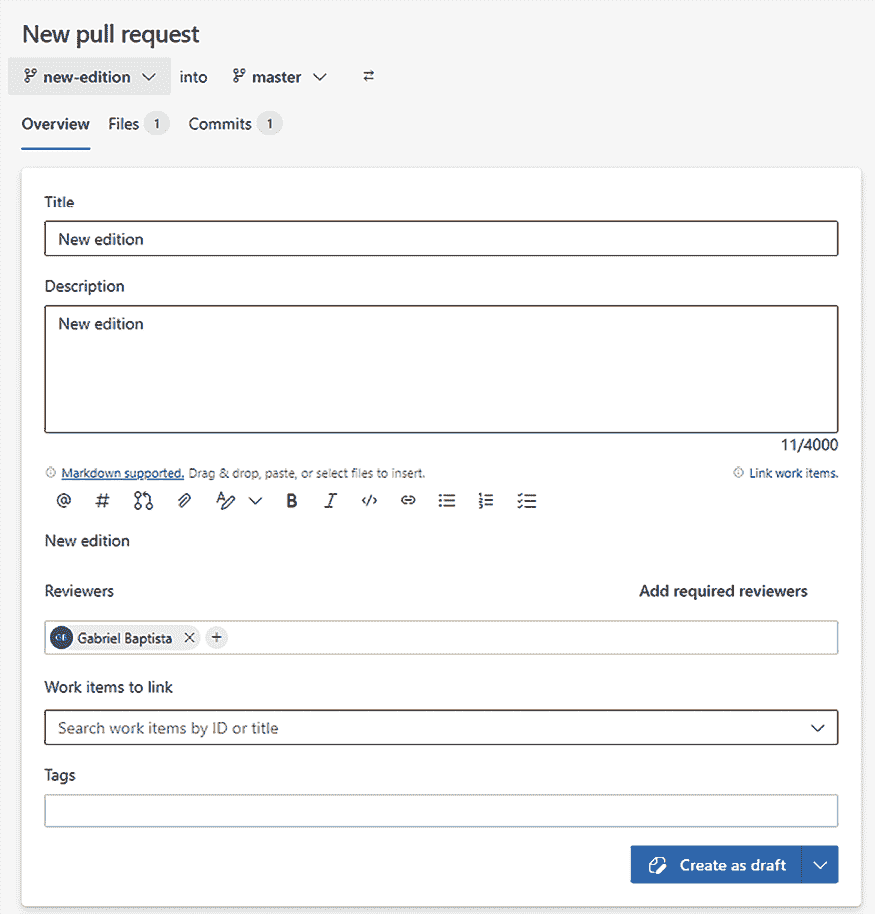 New pull request
new-edition into master
Overview Files 1 Commits 1
Title
New edition
Description
New edition
11/4000
Markdown supported. Drag & drop, paste, or select files to insert. Link work items.
@ # B I </>
New edition
Reviewers Add required reviewers
GB Gabriel Baptista
Work items to link
Search work items by ID or title
Tags
Create as draft